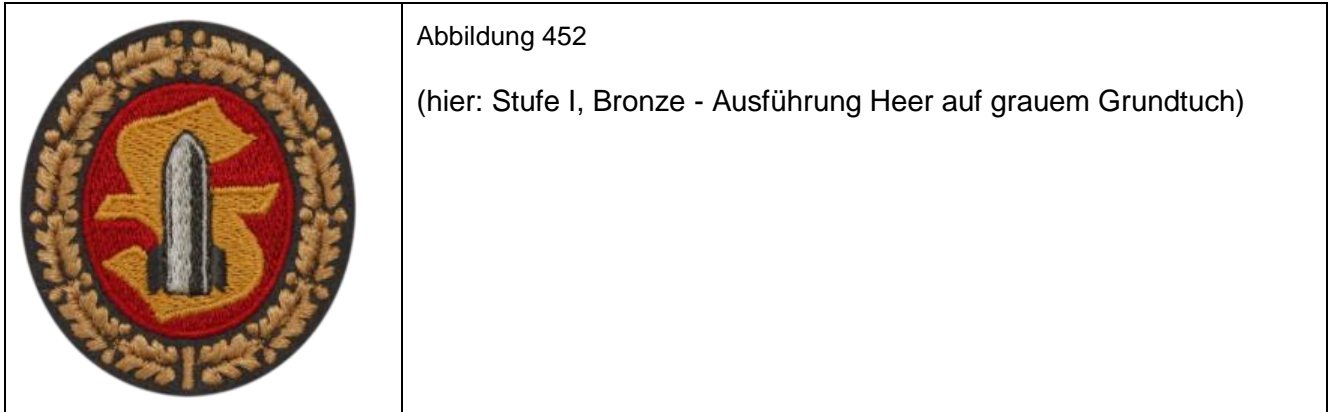 Abbildung 452
(hier: Stufe I, Bronze - Ausführung Heer auf grauem Grundtuch)